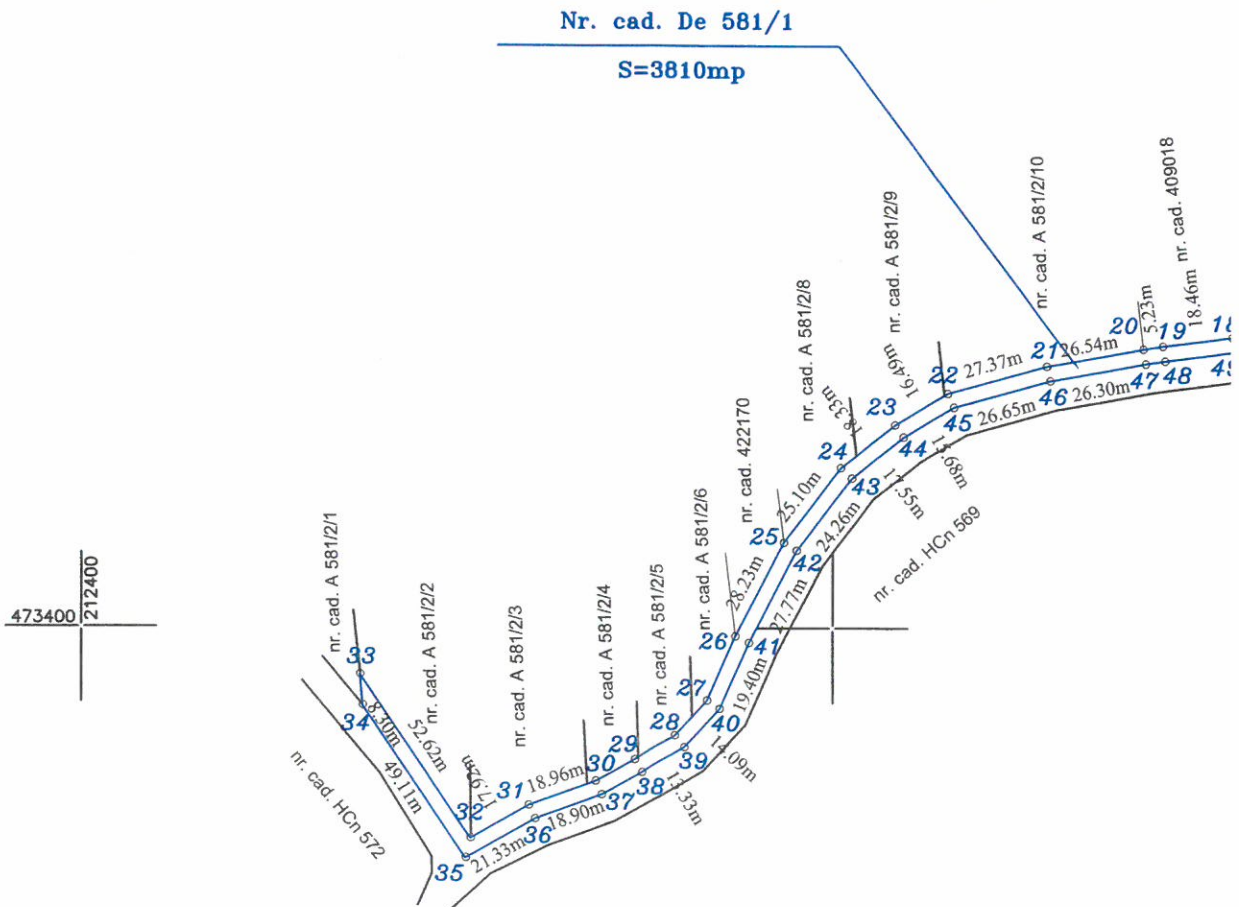 Nr. cad. De 581/1
S=3810mp
nr. cad. 409018
nr. cad. A 581/2/10
nr. cad. A 581/2/9
nr. cad. A 581/2/8
nr. cad. 422170
nr. cad. A 581/2/6
nr. cad. A 581/2/5
nr. cad. A 581/2/4
nr. cad. A 581/2/3
nr. cad. A 581/2/2
nr. cad. A 581/2/1
nr. cad. HCn 569
nr. cad. HCn 572
473400
212400
19
20
21
22
23
24
25
26
27
28
29
30
31
32
33
34
35
36
37
38
39
40
41
42
43
44
45
46
47
48
18.46m
5.23m
26.54m
27.37m
16.49m
25.10m
28.23m
18.96m
17.92m
52.62m
8.30m
49.11m
21.33m
18.90m
13.33m
14.09m
19.40m
27.77m
24.26m
17.55m
15.68m
26.65m
26.30m